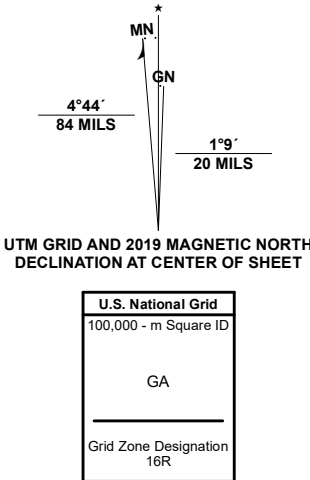 MN
GN
4°44´
84 MILS
1°9´
20 MILS
UTM GRID AND 2019 MAGNETIC NORTH
DECLINATION AT CENTER OF SHEET
U.S. National Grid
100,000 - m Square ID
GA
Grid Zone Designation
16R